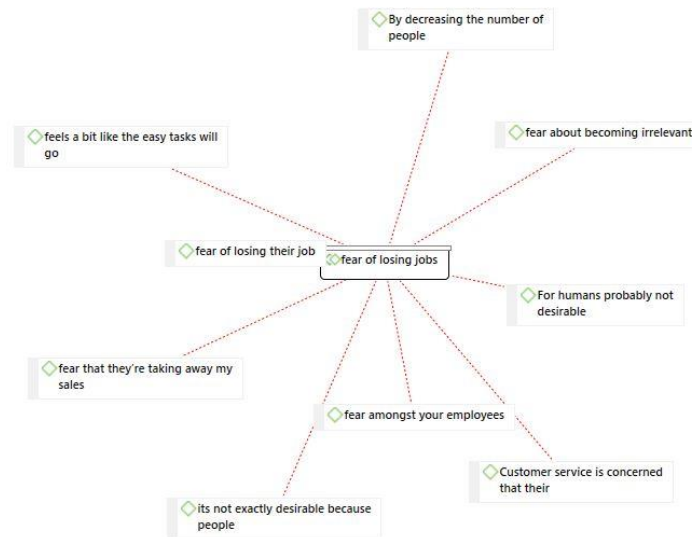 By decreasing the number of
people
feels a bit like the easy tasks will
go
fear about becoming irrelevant
fear of losing their job
fear of losing jobs
For humans probably not
desirable
fear that they're taking away my
sales
fear amongst your employees
Customer service is concerned
that their
its not exactly desirable because
people